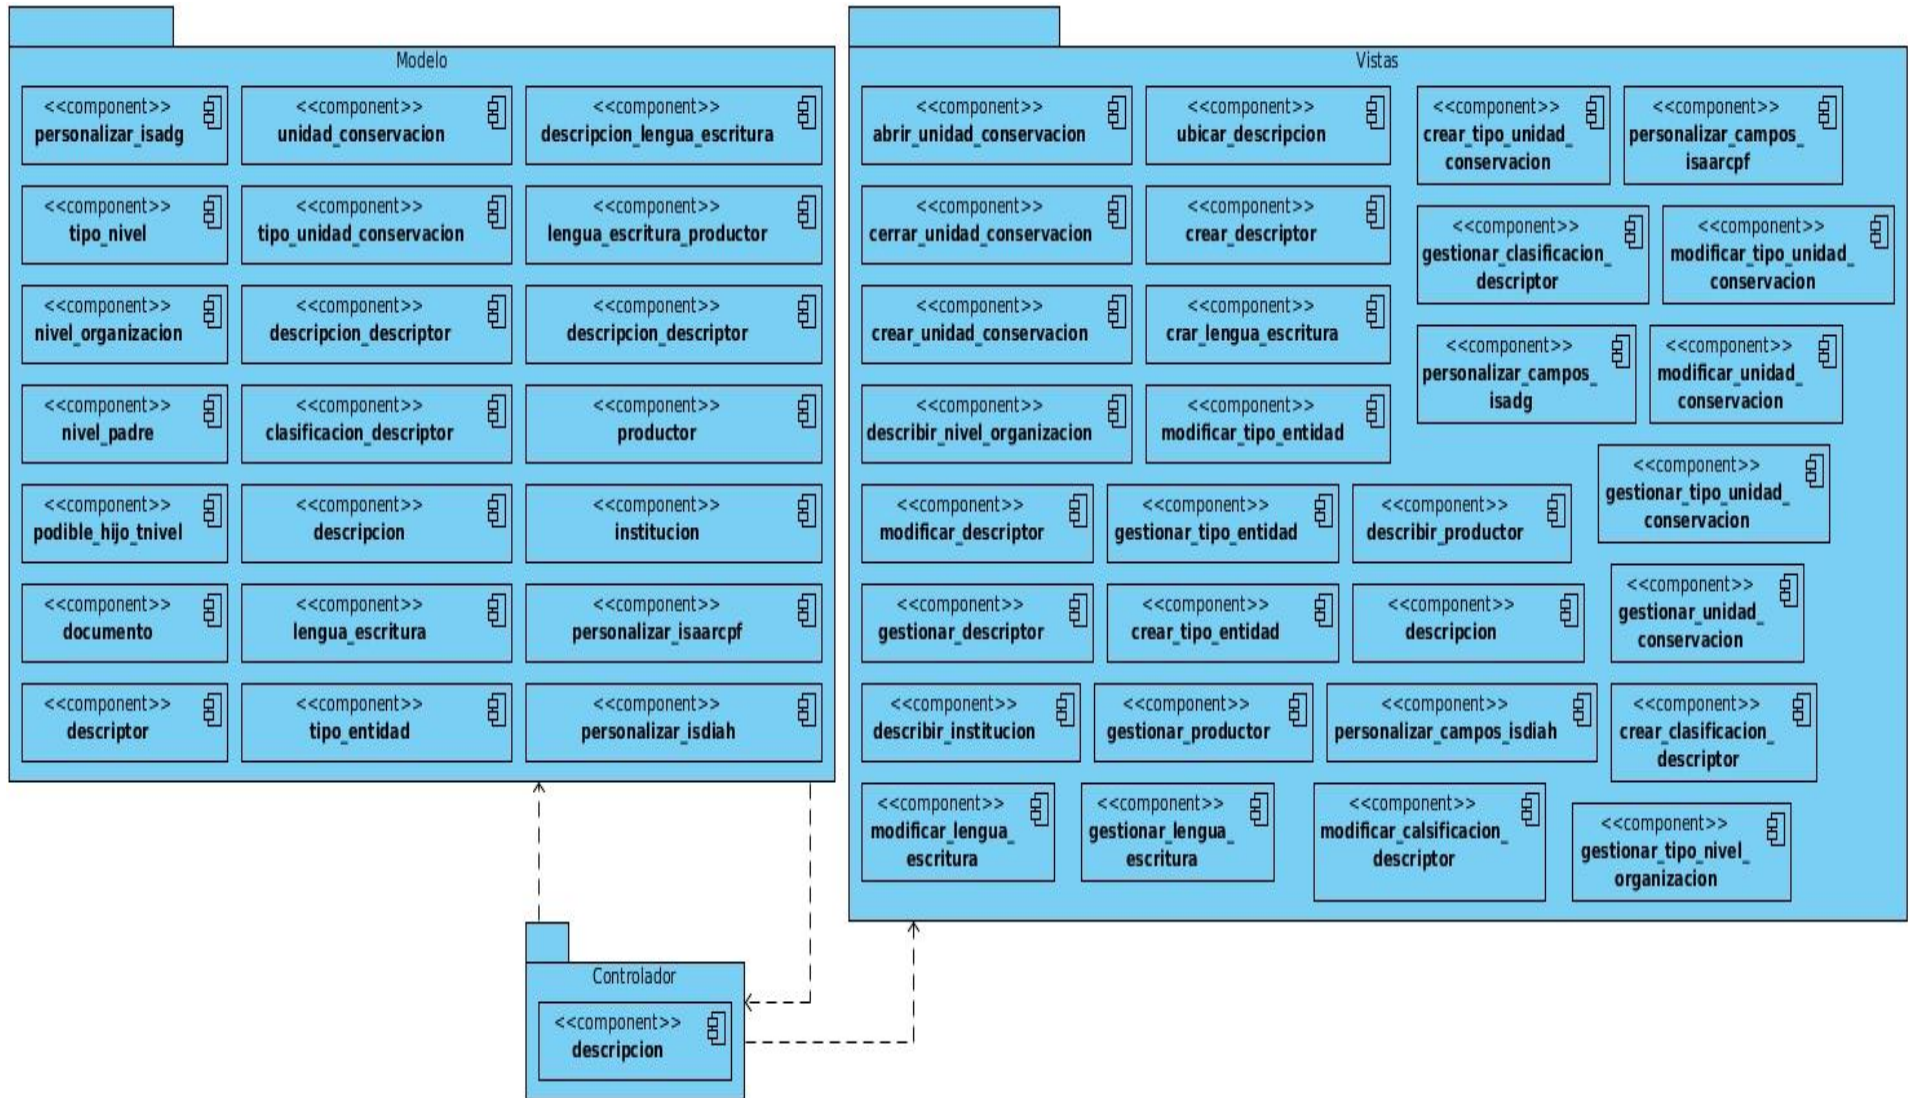 Modelo
<<component>>
personalizar_isadg
<<component>>
unidad_conservacion
<<component>>
descripcion_lengua_escritura
<<component>>
tipo_nivel
<<component>>
tipo_unidad_conservacion
<<component>>
lengua_escritura_productor
<<component>>
nivel_organizacion
<<component>>
descripcion_descriptor
<<component>>
descripcion_descriptor
<<component>>
nivel_padre
<<component>>
clasificacion_descriptor
<<component>>
productor
<<component>>
podible_hijo_tnivel
<<component>>
descripcion
<<component>>
institucion
<<component>>
documento
<<component>>
lengua_escritura
<<component>>
personalizar_isaarcpf
<<component>>
descriptor
<<component>>
tipo_entidad
<<component>>
personalizar_isdiah
Vistas
<<component>>
abrir_unidad_conservacion
<<component>>
ubicar_descripcion
<<component>>
crear_tipo_unidad_
conservacion
<<component>>
personalizar_campos_
isaarcpf
<<component>>
cerrar_unidad_conservacion
<<component>>
crear_descriptor
<<component>>
gestionar_clasificacion_
descriptor
<<component>>
modificar_tipo_unidad_
conservacion
<<component>>
crear_unidad_conservacion
<<component>>
crar_lengua_escritura
<<component>>
personalizar_campos_
isadg
<<component>>
modificar_unidad_
conservacion
<<component>>
describir_nivel_organizacion
<<component>>
modificar_tipo_entidad
<<component>>
gestionar_tipo_unidad_
conservacion
<<component>>
modificar_descriptor
<<component>>
gestionar_tipo_entidad
<<component>>
describir_productor
<<component>>
gestionar_unidad_
conservacion
<<component>>
gestionar_descriptor
<<component>>
crear_tipo_entidad
<<component>>
descripcion
<<component>>
describir_institucion
<<component>>
gestionar_productor
<<component>>
personalizar_campos_isdiah
<<component>>
crear_clasificacion_
descriptor
<<component>>
modificar_lengua_
escritura
<<component>>
gestionar_lengua_
escritura
<<component>>
modificar_calsificacion_
descriptor
<<component>>
gestionar_tipo_nivel_
organizacion
Controlador
<<component>>
descripcion